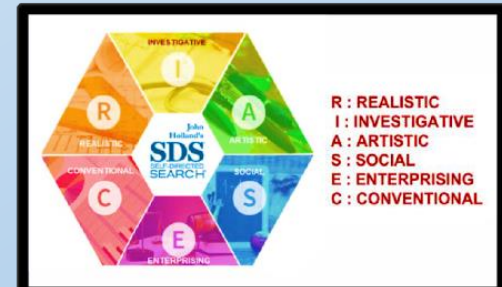 INVESTIGATIVE
I
R
REALISTIC
A
ARTISTIC
John
Holland's
SDS
SELF-DIRECTED
SEARCH
CONVENTIONAL
C
SOCIAL
S
E
ENTERPRISING
R : REALISTIC
I : INVESTIGATIVE
A : ARTISTIC
S : SOCIAL
E : ENTERPRISING
C : CONVENTIONAL